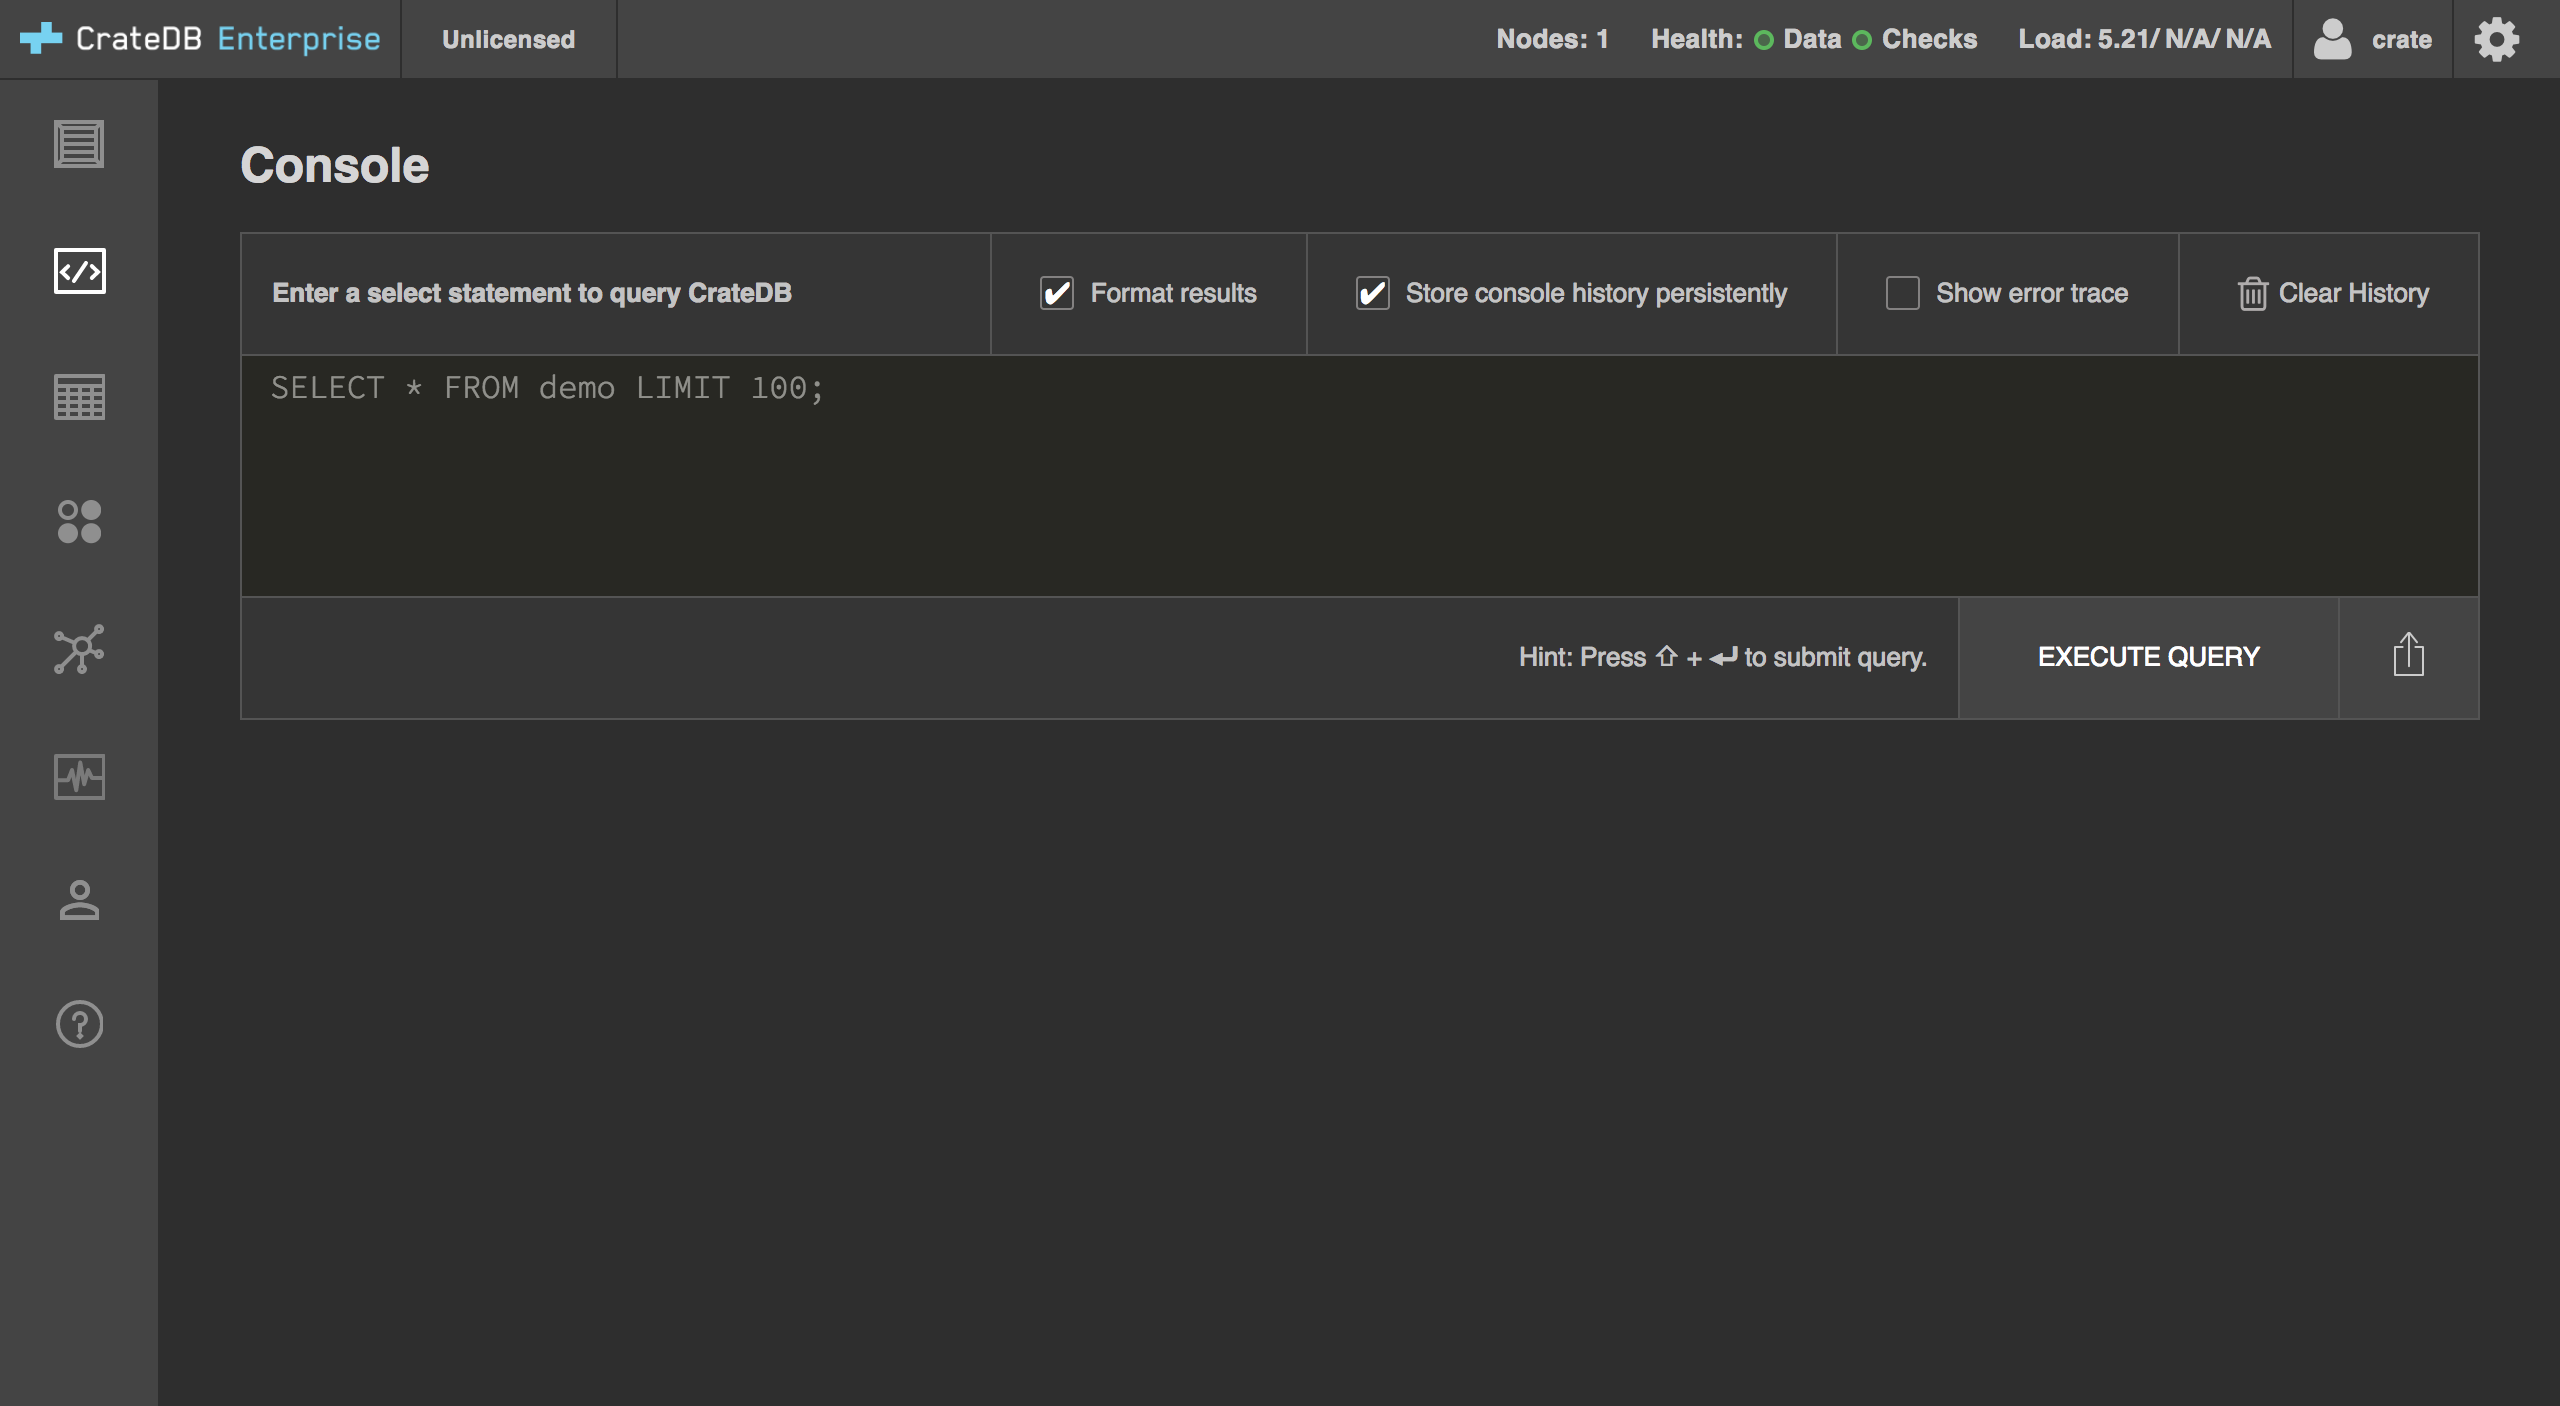 CrateDB Enterprise
Unlicensed
Nodes: 1
Health: Data Checks
Load: 5.21/ N/A/ N/A
crate
Console
Enter a select statement to query CrateDB
Format results
Store console history persistently
Show error trace
Clear History
SELECT * FROM demo LIMIT 100;
Hint: Press ⇧ + ↵ to submit query.
EXECUTE QUERY